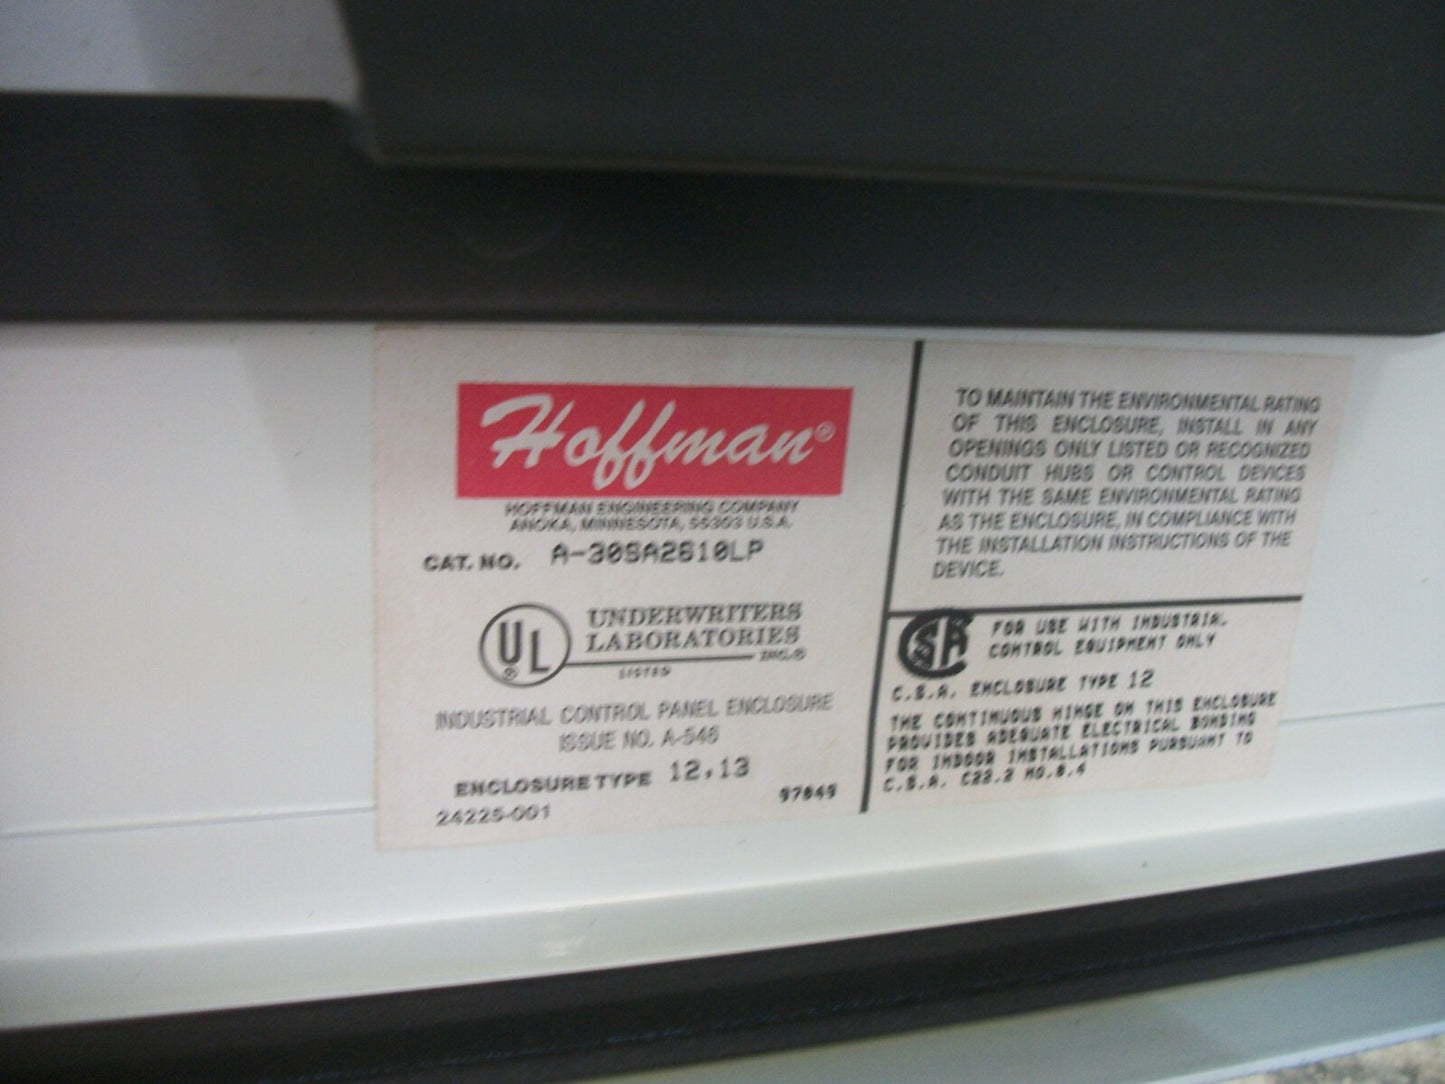 Hoffman®
HOFFMAN ENGINEERING COMPANY
ANOKA, MINNESOTA, 55303 U.S.A.
CAT. NO. A-30SA2610LP
UL®
UNDERWRITERS
LABORATORIES
INC.®
LISTED
INDUSTRIAL CONTROL PANEL ENCLOSURE
ISSUE NO. A-546
ENCLOSURE TYPE 12,13
24225-001
TO MAINTAIN THE ENVIRONMENTAL RATING
OF THIS ENCLOSURE, INSTALL IN ANY
OPENINGS ONLY LISTED OR RECOGNIZED
CONDUIT HUBS OR CONTROL DEVICES
WITH THE SAME ENVIRONMENTAL RATING
AS THE ENCLOSURE, IN COMPLIANCE WITH
THE INSTALLATION INSTRUCTIONS OF THE
DEVICE.
SA
FOR USE WITH INDUSTRIAL
CONTROL EQUIPMENT ONLY
C.S.A. ENCLOSURE TYPE 12
THE CONTINUOUS HINGE ON THIS ENCLOSURE
PROVIDES ADEQUATE ELECTRICAL BONDING
FOR INDOOR INSTALLATIONS PURSUANT TO
C.S.A. C22.2 NO.0.4